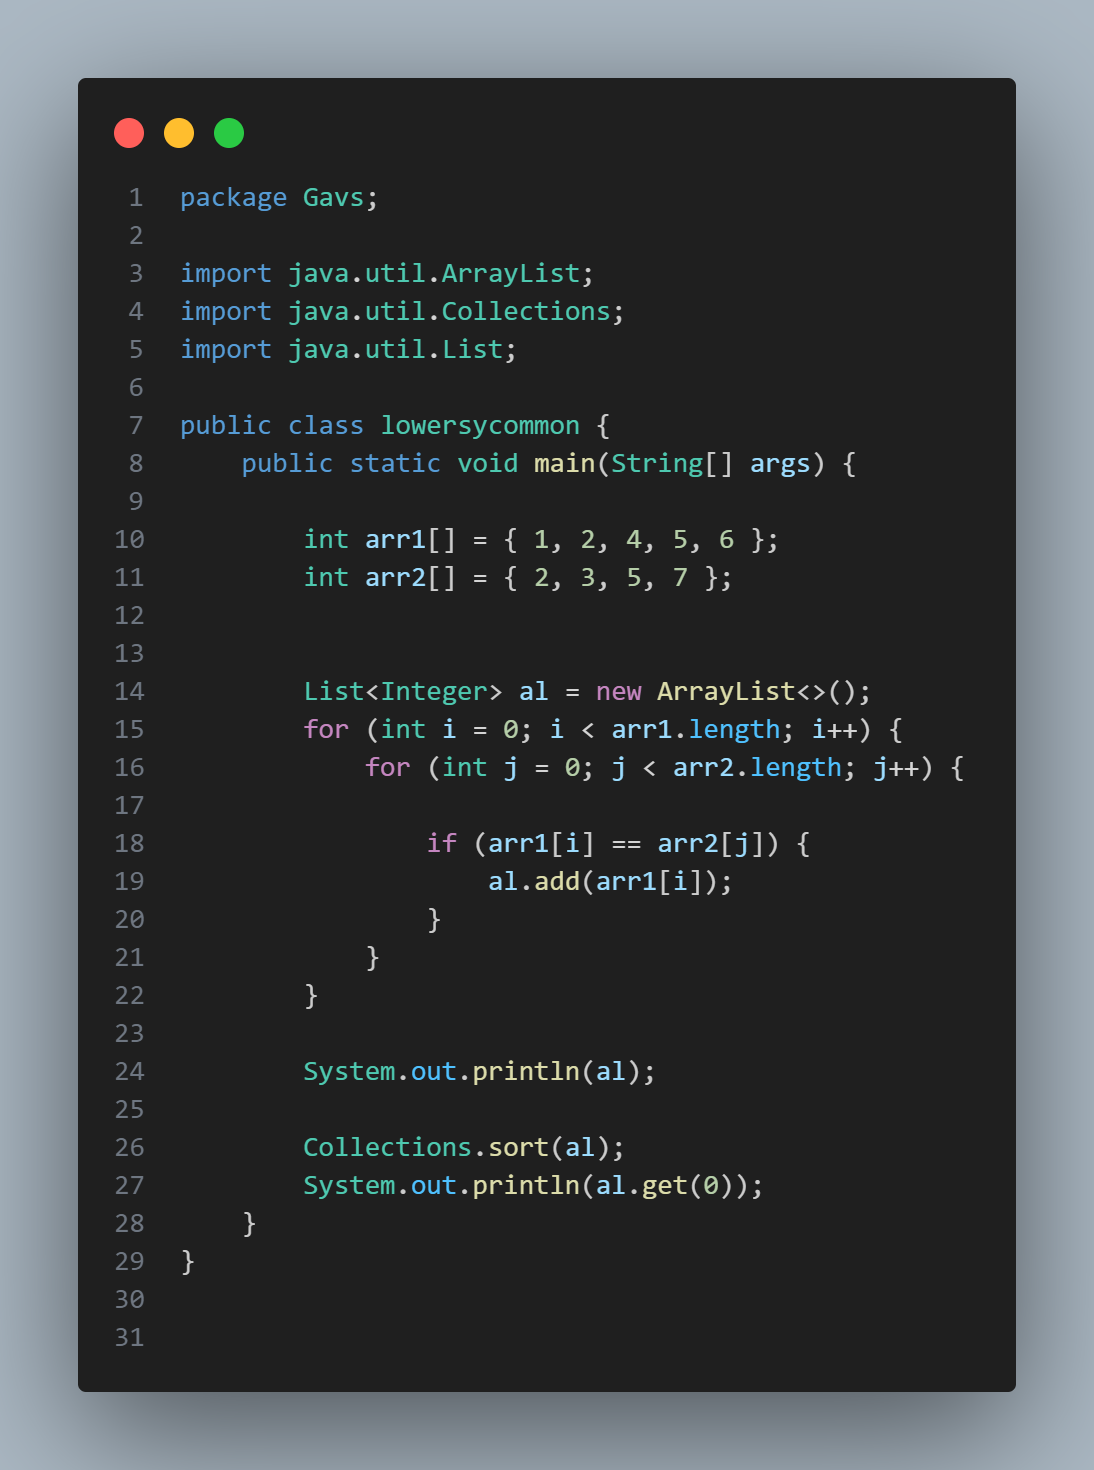 1 package Gavs;
2
3 import java.util.ArrayList;
4 import java.util.Collections;
5 import java.util.List;
6
7 public class lowersycommon {
8     public static void main(String[] args) {
9
10         int arr1[] = { 1, 2, 4, 5, 6 };
11         int arr2[] = { 2, 3, 5, 7 };
12
13
14         List<Integer> al = new ArrayList<>();
15         for (int i = 0; i < arr1.length; i++) {
16             for (int j = 0; j < arr2.length; j++) {
17
18                 if (arr1[i] == arr2[j]) {
19                     al.add(arr1[i]);
20                 }
21             }
22         }
23
24         System.out.println(al);
25
26         Collections.sort(al);
27         System.out.println(al.get(0));
28     }
29 }
30
31